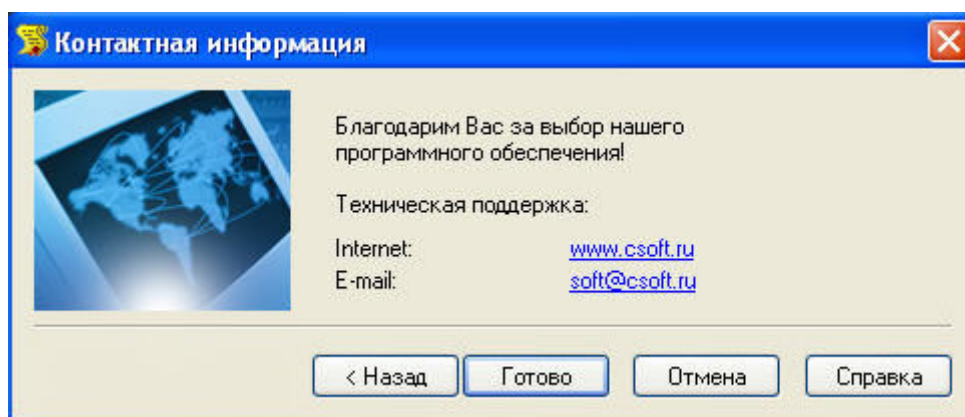 Контактная информация
Благодарим Вас за выбор нашего
программного обеспечения!
Техническая поддержка:
Internet: www.csoft.ru
E-mail: soft@csoft.ru
< Назад Готово Отмена Справка